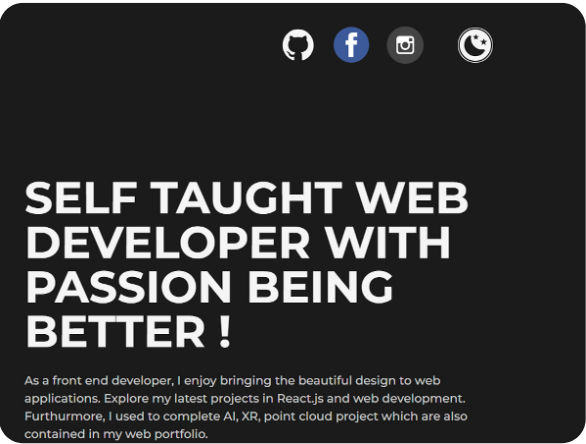 SELF TAUGHT WEB
DEVELOPER WITH
PASSION BEING
BETTER !
As a front end developer, I enjoy bringing the beautiful design to web
applications. Explore my latest projects in React.js and web development.
Furthurmore, I used to complete AI, XR, point cloud project which are also
contained in my web portfolio.